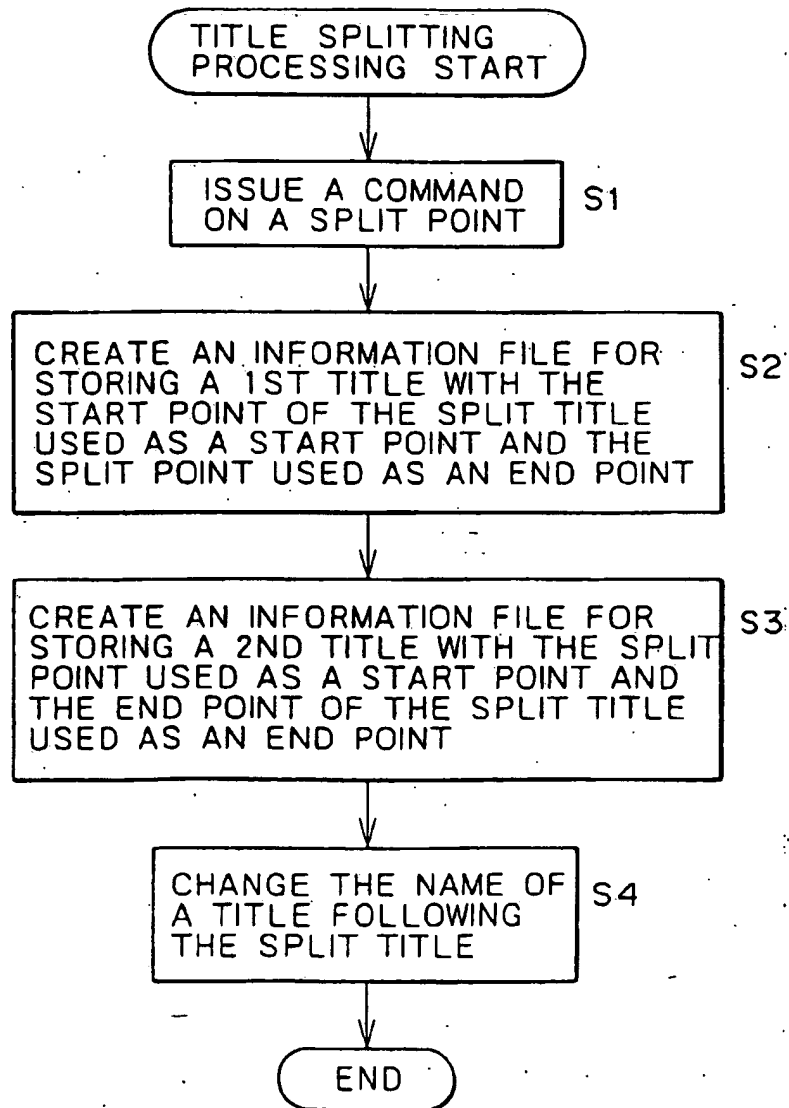 TITLE SPLITTING
PROCESSING START
ISSUE A COMMAND
ON A SPLIT POINT
S1
CREATE AN INFORMATION FILE FOR
STORING A 1ST TITLE WITH THE
START POINT OF THE SPLIT TITLE
USED AS A START POINT AND THE
SPLIT POINT USED AS AN END POINT
S2
CREATE AN INFORMATION FILE FOR
STORING A 2ND TITLE WITH THE SPLIT
POINT USED AS A START POINT AND
THE END POINT OF THE SPLIT TITLE
USED AS AN END POINT
S3
CHANGE THE NAME OF
A TITLE FOLLOWING
THE SPLIT TITLE
S4
END